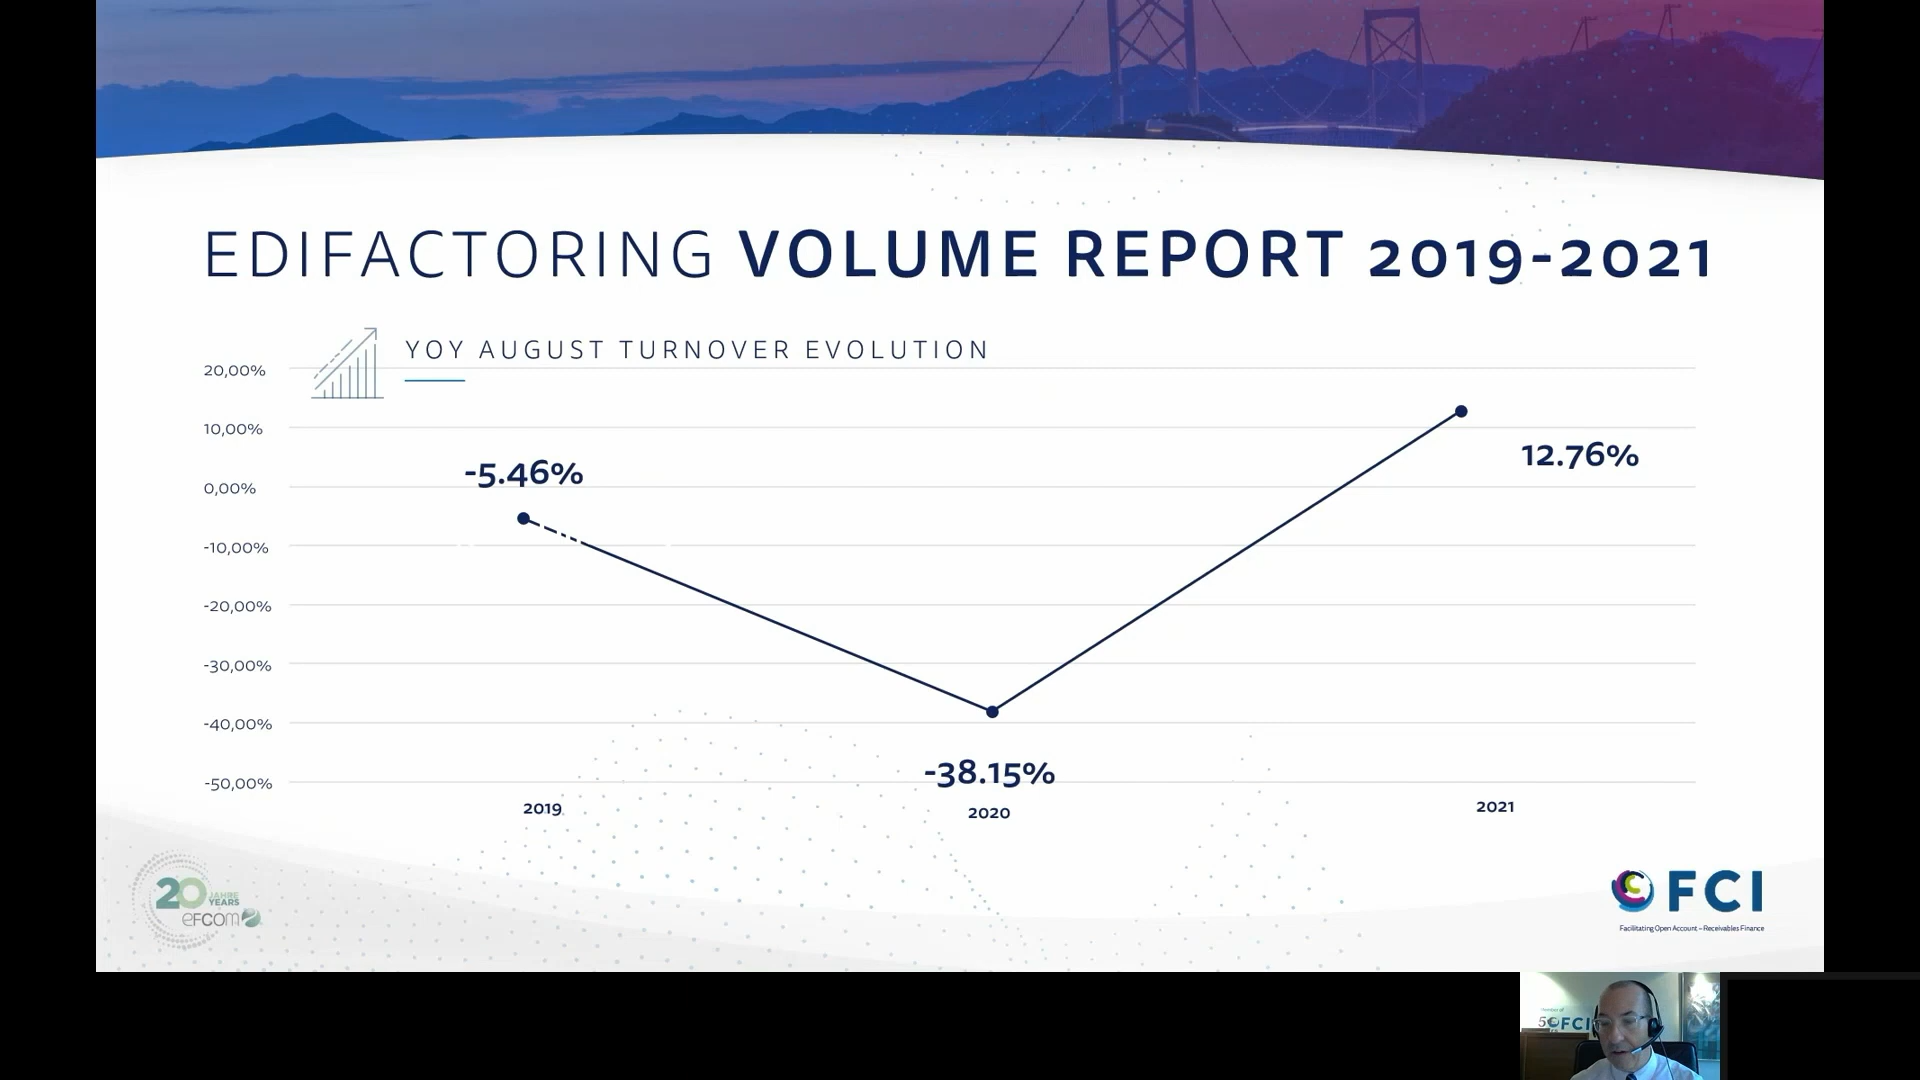 EDIFACTORING VOLUME REPORT 2019-2021
YOY AUGUST TURNOVER EVOLUTION
20,00%
10,00%
0,00%
-10,00%
-20,00%
-30,00%
-40,00%
-50,00%
-5.46%
-38.15%
12.76%
2019
2020
2021
20 JAHRE YEARS
efcom
FCI
Facilitating Open Account – Receivables Finance
FCI